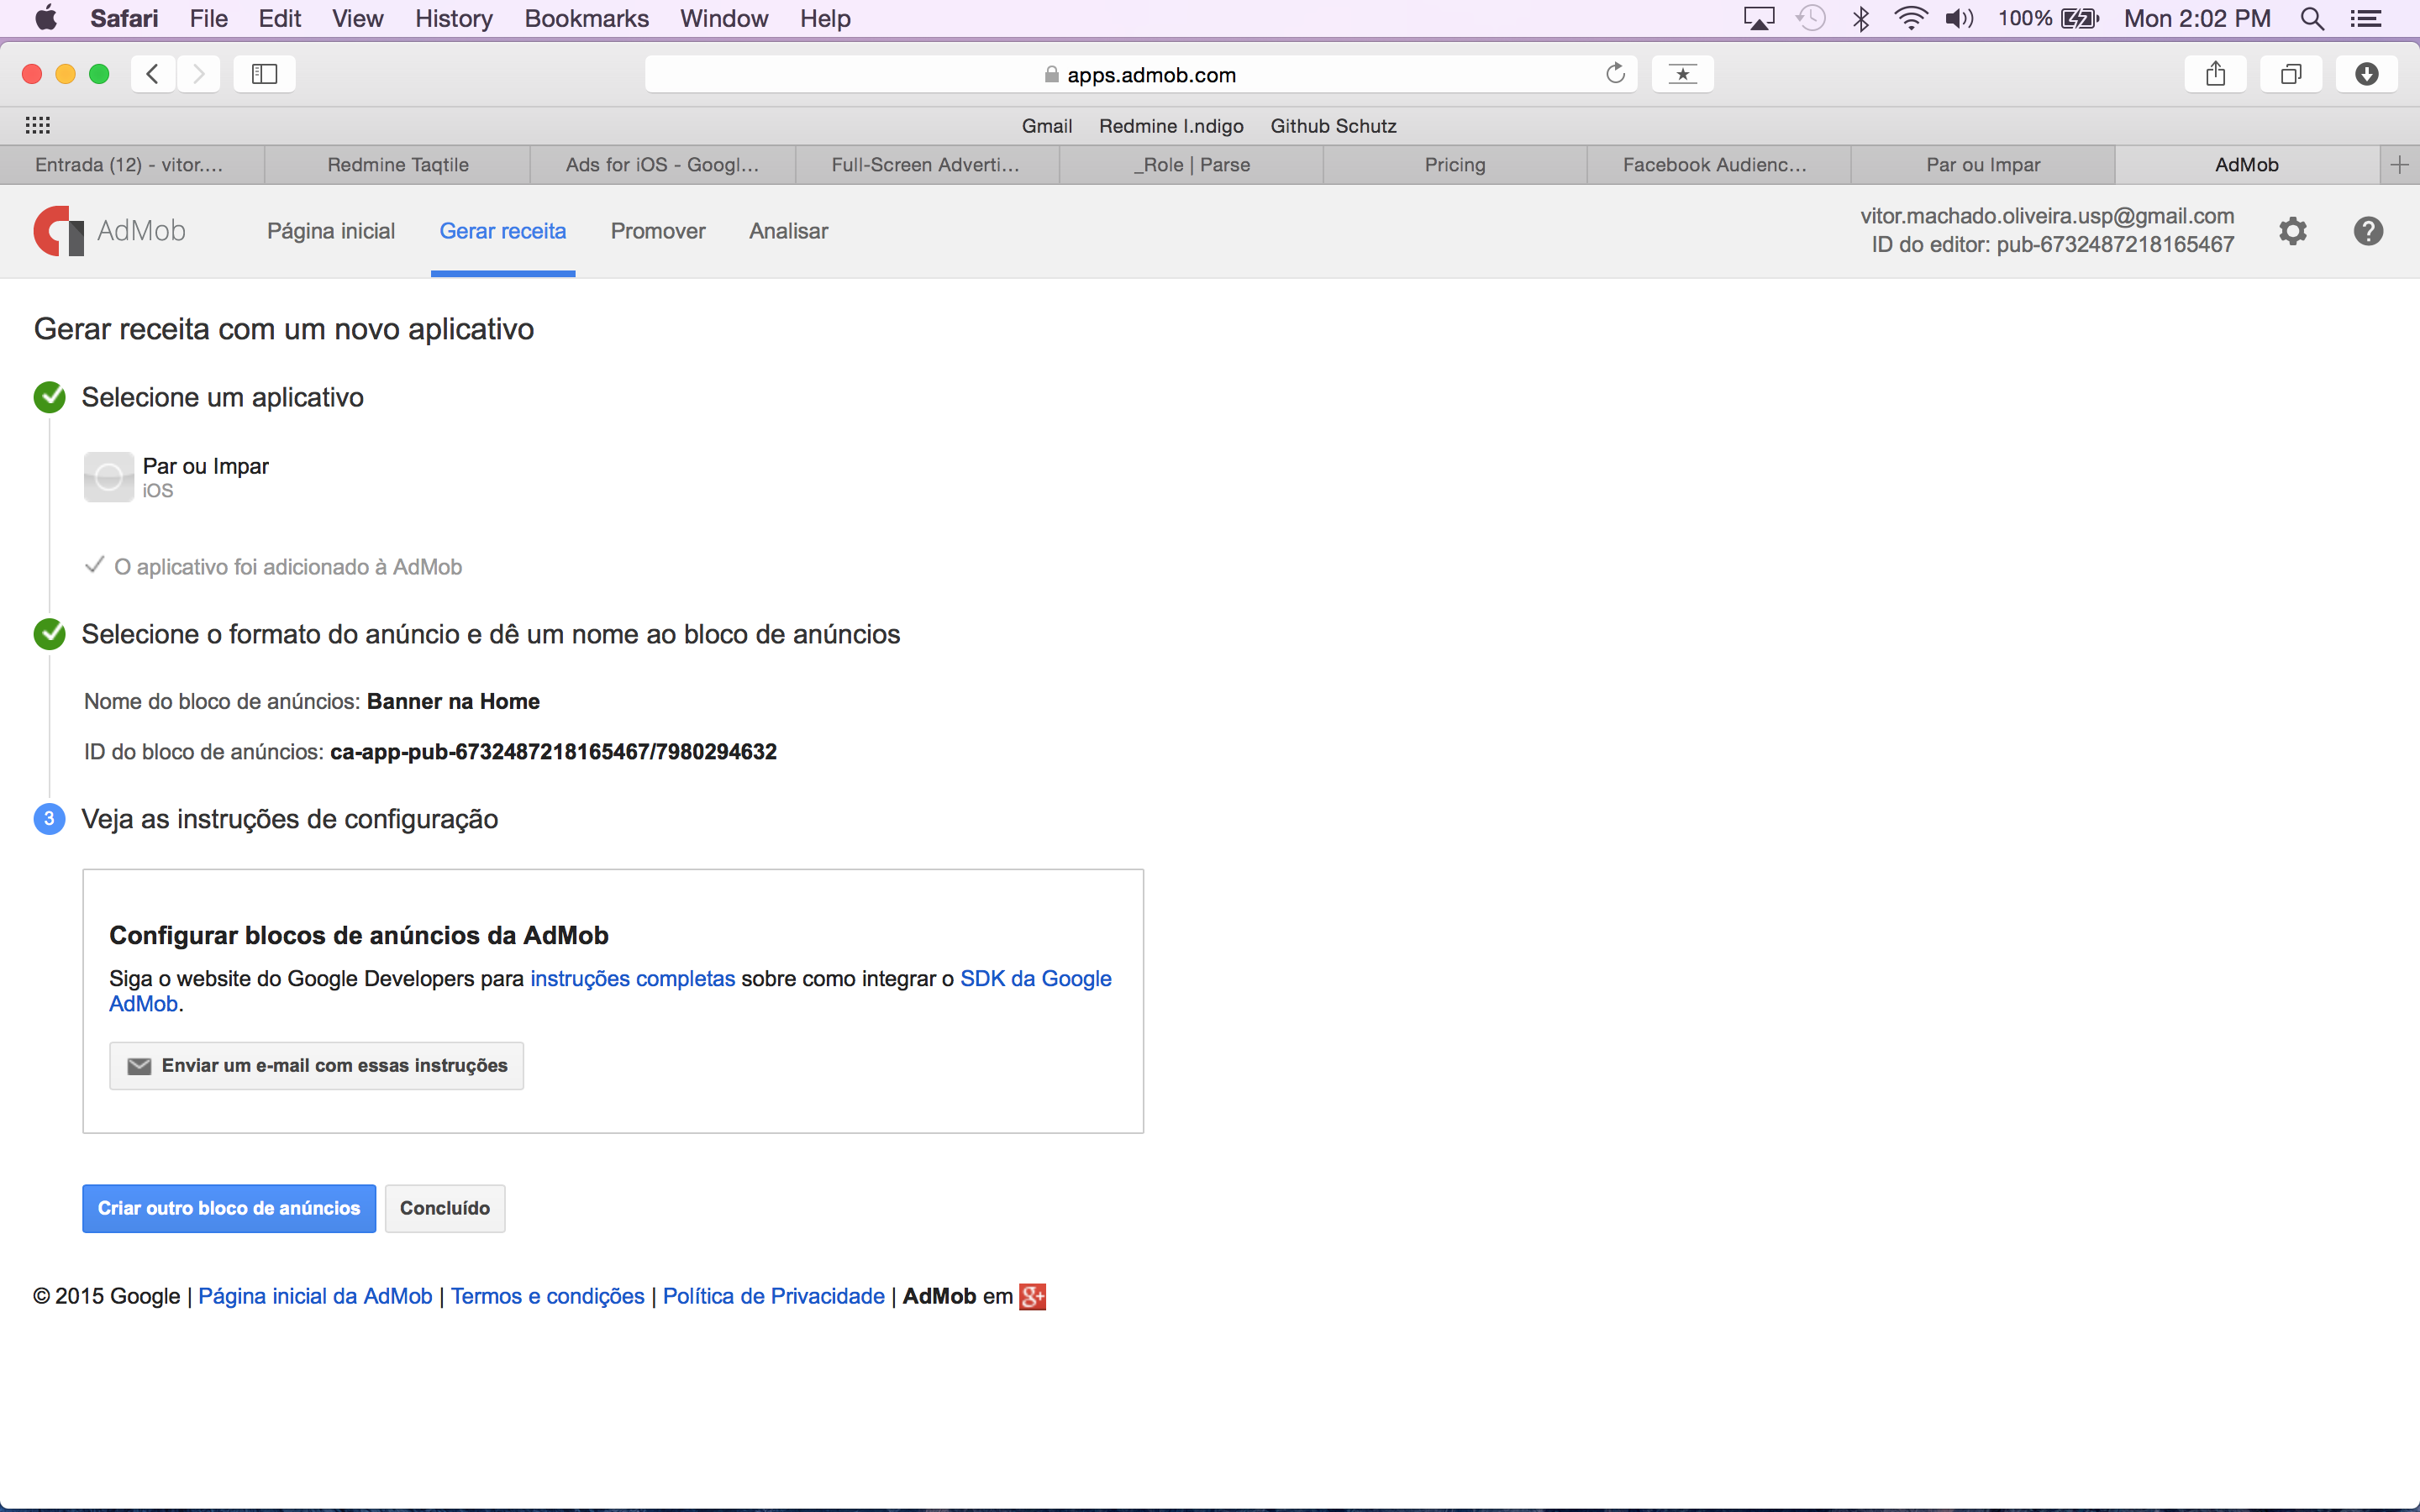 Safari File Edit View History Bookmarks Window Help 100% Mon 2:02 PM
apps.admob.com
Gmail Redmine I.ndigo Github Schutz
Entrada (12) - vitor.... Redmine Taqtile Ads for iOS - Googl... Full-Screen Adverti... _Role | Parse Pricing Facebook Audienc... Par ou Impar AdMob
AdMob Página inicial Gerar receita Promover Analisar
vitor.machado.oliveira.usp@gmail.com
ID do editor: pub-6732487218165467
Gerar receita com um novo aplicativo
Selecione um aplicativo
Par ou Impar
iOS
O aplicativo foi adicionado à AdMob
Selecione o formato do anúncio e dê um nome ao bloco de anúncios
Nome do bloco de anúncios: Banner na Home
ID do bloco de anúncios: ca-app-pub-6732487218165467/7980294632
3 Veja as instruções de configuração
Configurar blocos de anúncios da AdMob
Siga o website do Google Developers para instruções completas sobre como integrar o SDK da Google
AdMob.
Enviar um e-mail com essas instruções
Criar outro bloco de anúncios Concluído
© 2015 Google | Página inicial da AdMob | Termos e condições | Política de Privacidade | AdMob em g+